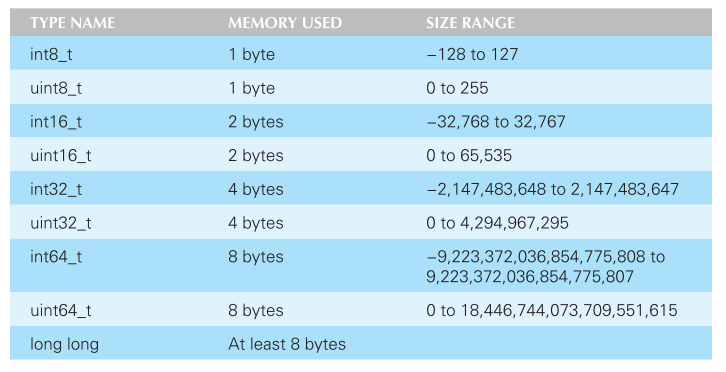 TYPE NAME MEMORY USED SIZE RANGE
int8_t 1 byte −128 to 127
uint8_t 1 byte 0 to 255
int16_t 2 bytes −32,768 to 32,767
uint16_t 2 bytes 0 to 65,535
int32_t 4 bytes −2,147,483,648 to 2,147,483,647
uint32_t 4 bytes 0 to 4,294,967,295
int64_t 8 bytes −9,223,372,036,854,775,808 to
9,223,372,036,854,775,807
uint64_t 8 bytes 0 to 18,446,744,073,709,551,615
long long At least 8 bytes